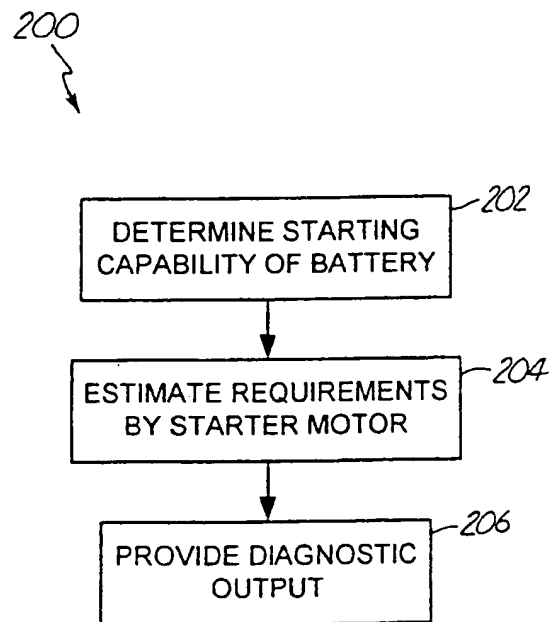 200
202
DETERMINE STARTING
CAPABILITY OF BATTERY
204
ESTIMATE REQUIREMENTS
BY STARTER MOTOR
206
PROVIDE DIAGNOSTIC
OUTPUT